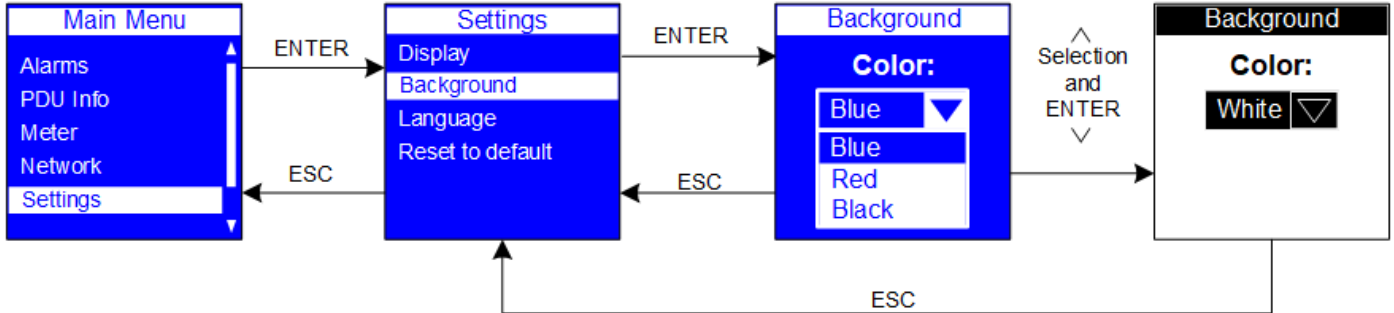 Main Menu
Alarms
PDU Info
Meter
Network
Settings
ENTER
ESC
Settings
Display
Background
Language
Reset to default
ENTER
ESC
Background
Color:
Blue
Blue
Red
Black
Selection
and
ENTER
Background
Color:
White
ESC